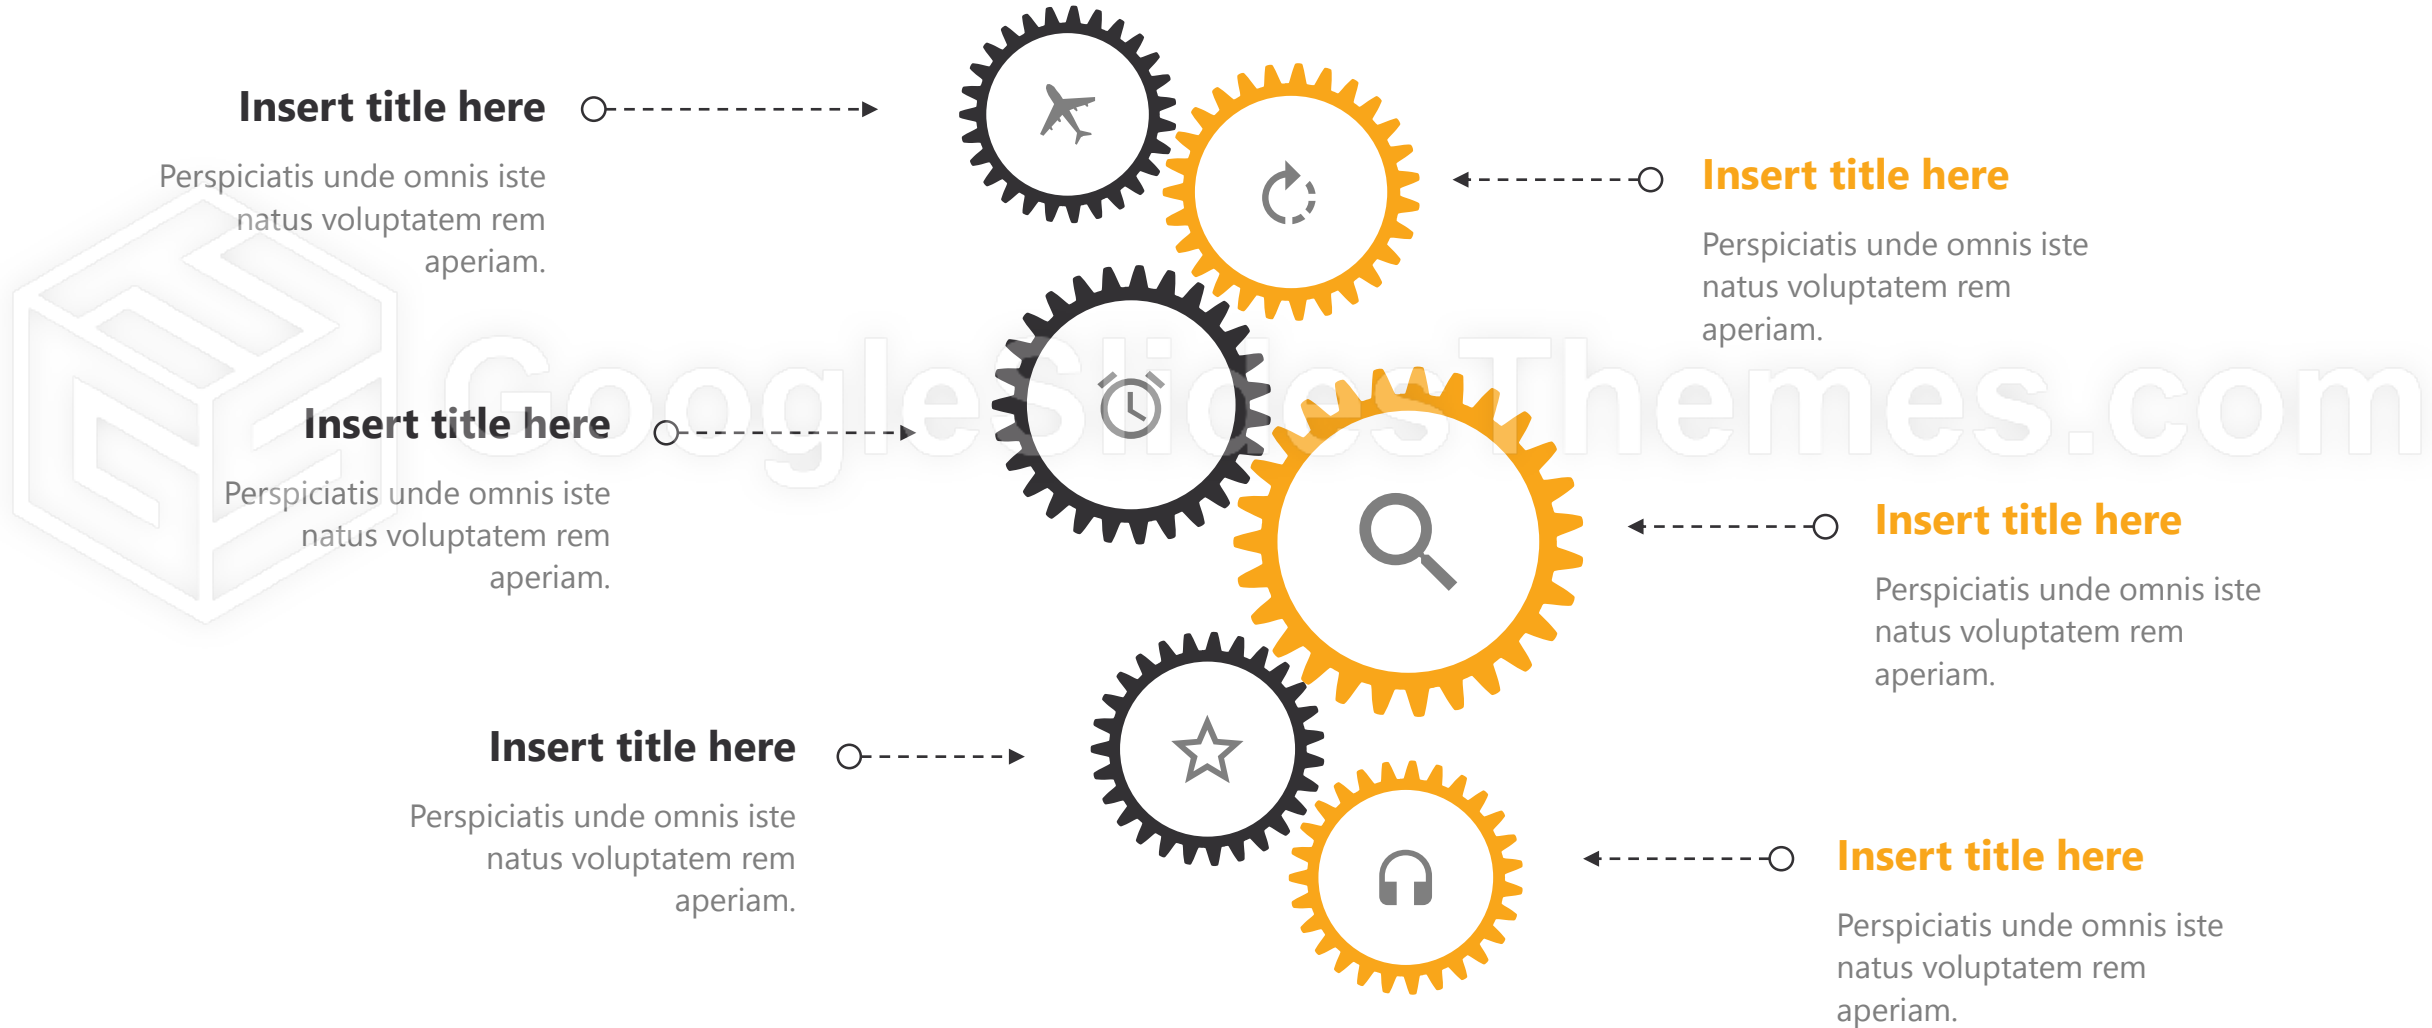 Insert title here
Perspiciatis unde omnis iste
natus voluptatem rem
aperiam.
Insert title here
Perspiciatis unde omnis iste
natus voluptatem rem
aperiam.
GoogleSlidesThemes.com
Insert title here
Perspiciatis unde omnis iste
natus voluptatem rem
aperiam.
Insert title here
Perspiciatis unde omnis iste
natus voluptatem rem
aperiam.
Insert title here
Perspiciatis unde omnis iste
natus voluptatem rem
aperiam.
Insert title here
Perspiciatis unde omnis iste
natus voluptatem rem
aperiam.